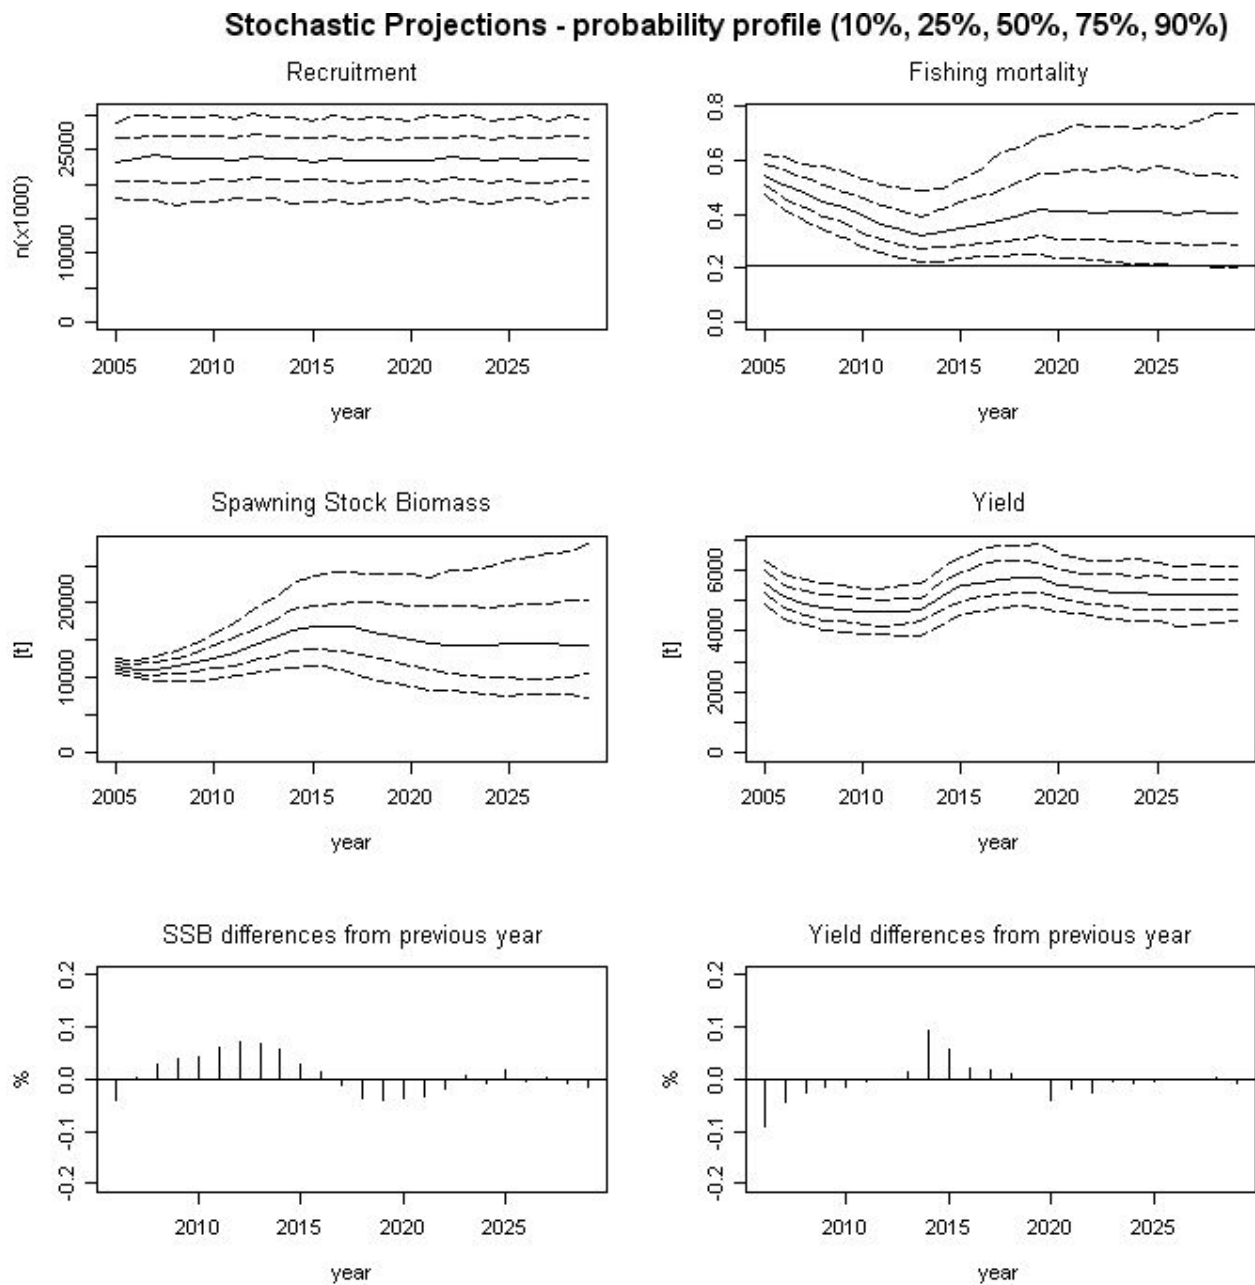 Stochastic Projections - probability profile (10%, 25%, 50%, 75%, 90%)
Recruitment
n(x1000)
0
10000
25000
2005 2010 2015 2020 2025
year
Fishing mortality
0.0
0.2
0.4
0.6
0.8
2005 2010 2015 2020 2025
year
Spawning Stock Biomass
[t]
0
10000
20000
2005 2010 2015 2020 2025
year
Yield
[t]
0
2000
4000
6000
2005 2010 2015 2020 2025
year
SSB differences from previous year
%
-0.2
-0.1
0.0
0.1
0.2
2010 2015 2020 2025
year
Yield differences from previous year
%
-0.2
-0.1
0.0
0.1
0.2
2010 2015 2020 2025
year